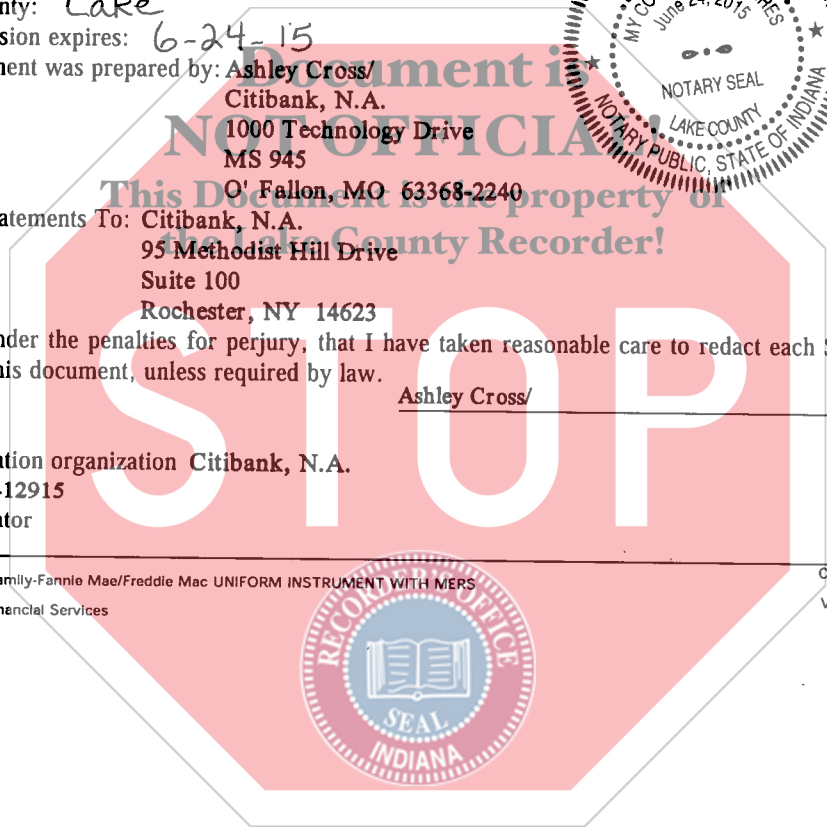 nty: Lake
sion expires: 6-24-15
nent was prepared by: Ashley Cross/
Citibank, N.A.
1000 Technology Drive
MS 945
O' Fallon, MO 63368-2240
atements To: Citibank, N.A.
95 Methodist Hill Drive
Suite 100
Rochester, NY 14623
nder the penalties for perjury, that I have taken reasonable care to redact each S
his document, unless required by law.
Ashley Cross/
ation organization Citibank, N.A.
-12915
ator
amily-Fannie Mae/Freddie Mac UNIFORM INSTRUMENT WITH MERS
nancial Services
Document is
NOT OFFICIAL!
This Document is the property of
the Lake County Recorder!
STOP
RECORDER'S OFFICE
SEAL
INDIANA
MY CO
RES
June 24, 2015
NOTARY SEAL
LAKE COUNTY
NOTARY PUBLIC, STATE OF INDIANA